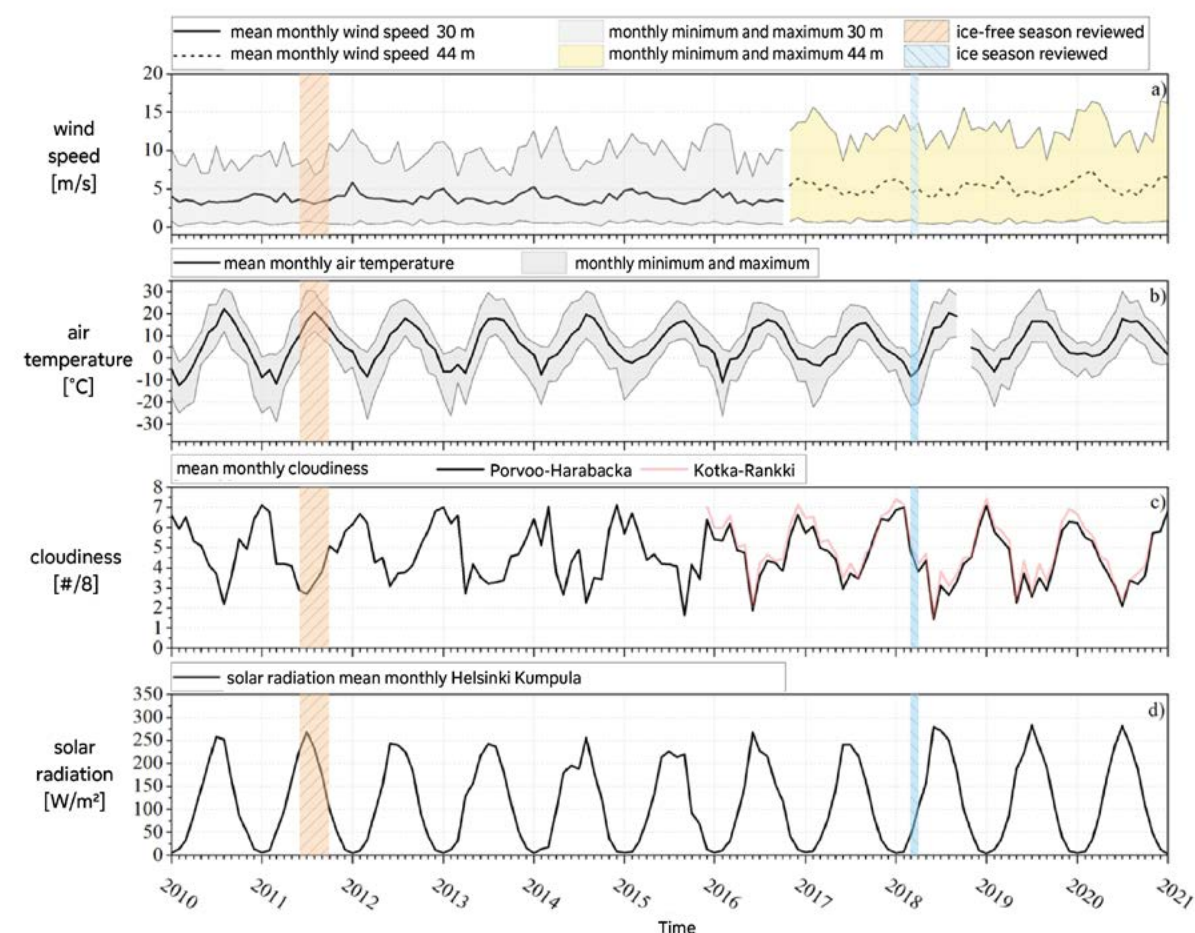 mean monthly wind speed 30 m monthly minimum and maximum 30 m ice-free season reviewed
mean monthly wind speed 44 m monthly minimum and maximum 44 m ice season reviewed
a)
wind
speed
[m/s]
20
15
10
5
0
mean monthly air temperature monthly minimum and maximum
b)
air
temperature
[°C]
30
20
10
0
-10
-20
-30
mean monthly cloudiness Porvoo-Harabacka Kotka-Rankki
c)
cloudiness
[#/8]
8
7
6
5
4
3
2
1
0
solar radiation mean monthly Helsinki Kumpula
d)
solar
radiation
[W/m²]
350
300
250
200
150
100
50
0
2010 2011 2012 2013 2014 2015 2016 2017 2018 2019 2020 2021
Time